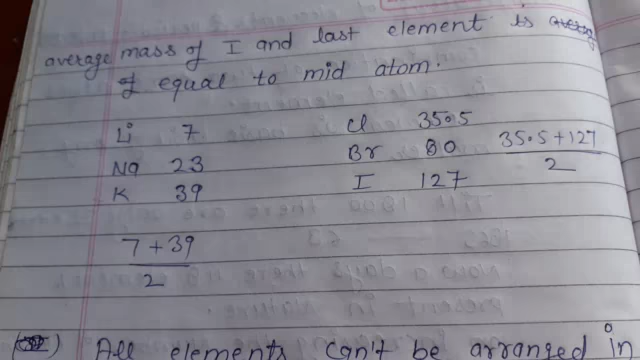 average mass of I and last element is average
of equal to mid atom.
Li 7 Cl 35.5
Na 23 Br 80 35.5+127
K 39 I 127 2
7+39
2
All elements can't be arranged in